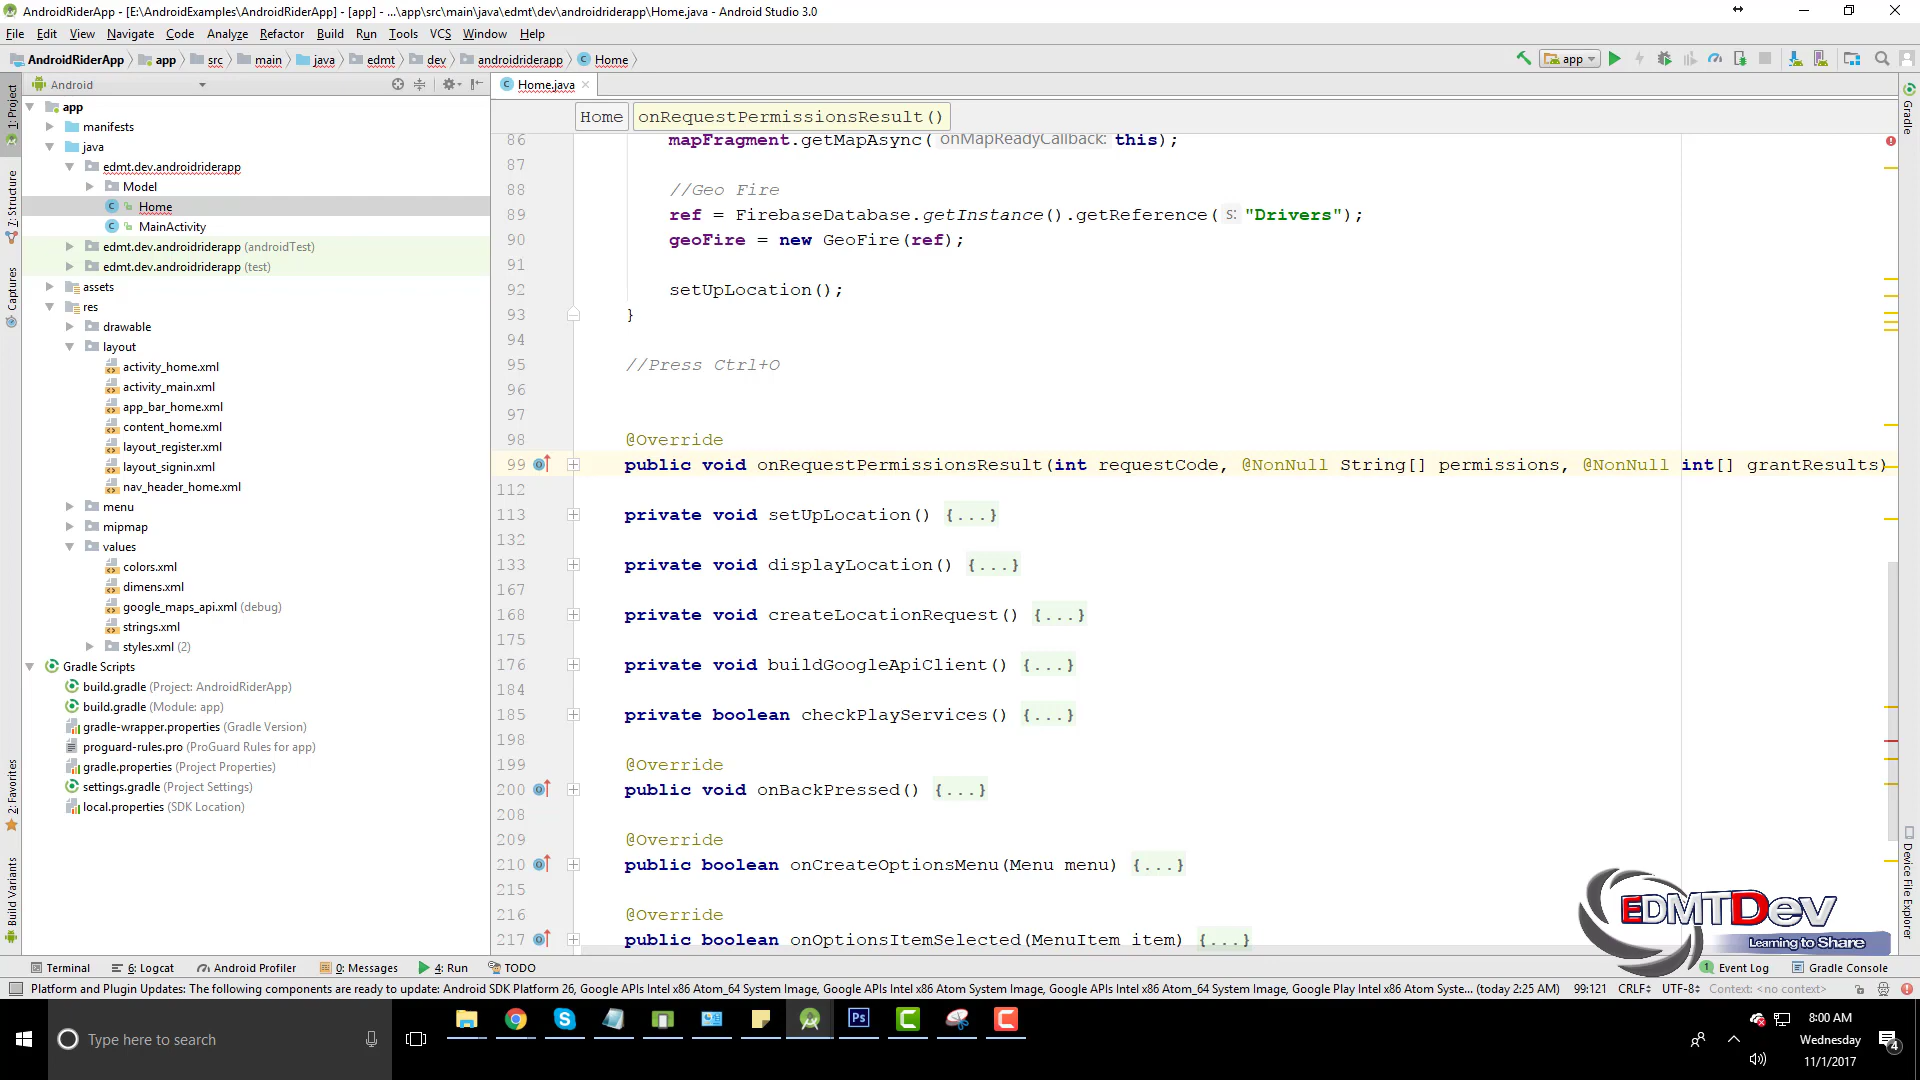 AndroidRiderApp - [E:\AndroidExamples\AndroidRiderApp] - [app] - ...\app\src\main\java\edmt\dev\androidriderapp\Home.java - Android Studio 3.0
File Edit View Navigate Code Analyze Refactor Build Run Tools VCS Window Help
AndroidRiderApp app src main java edmt dev androidriderapp Home
app
Android
Home.java
1: Project
7: Structure
Captures
2: Favorites
Build Variants
Gradle
Device File Explorer
app
manifests
java
edmt.dev.androidriderapp
Model
Home
MainActivity
edmt.dev.androidriderapp (androidTest)
edmt.dev.androidriderapp (test)
assets
res
drawable
layout
activity_home.xml
activity_main.xml
app_bar_home.xml
content_home.xml
layout_register.xml
layout_signin.xml
nav_header_home.xml
menu
mipmap
values
colors.xml
dimens.xml
google_maps_api.xml (debug)
strings.xml
styles.xml (2)
Gradle Scripts
build.gradle (Project: AndroidRiderApp)
build.gradle (Module: app)
gradle-wrapper.properties (Gradle Version)
proguard-rules.pro (ProGuard Rules for app)
gradle.properties (Project Properties)
settings.gradle (Project Settings)
local.properties (SDK Location)
Home onRequestPermissionsResult()
86 mapFragment.getMapAsync( onMapReadyCallback: this);
87
88 //Geo Fire
89 ref = FirebaseDatabase.getInstance().getReference( s: "Drivers");
90 geoFire = new GeoFire(ref);
91
92 setUpLocation();
93 }
94
95 //Press Ctrl+O
96
97
98 @Override
99 public void onRequestPermissionsResult(int requestCode, @NonNull String[] permissions, @NonNull int[] grantResults)
112
113 private void setUpLocation() {...}
132
133 private void displayLocation() {...}
167
168 private void createLocationRequest() {...}
175
176 private void buildGoogleApiClient() {...}
184
185 private boolean checkPlayServices() {...}
198
199 @Override
200 public void onBackPressed() {...}
208
209 @Override
210 public boolean onCreateOptionsMenu(Menu menu) {...}
215
216 @Override
217 public boolean onOptionsItemSelected(MenuItem item) {...}
EDMTDev
Learning to Share
Terminal 6: Logcat Android Profiler 0: Messages 4: Run TODO 1 Event Log Gradle Console
Platform and Plugin Updates: The following components are ready to update: Android SDK Platform 26, Google APIs Intel x86 Atom_64 System Image, Google APIs Intel x86 Atom System Image, Google APIs Intel x86 Atom_64 System Image, Google Play Intel x86 Atom Syste... (today 2:25 AM) 99:121 CRLF÷ UTF-8÷ Context: <no context>
Type here to search
Ps
8:00 AM
Wednesday
11/1/2017
4